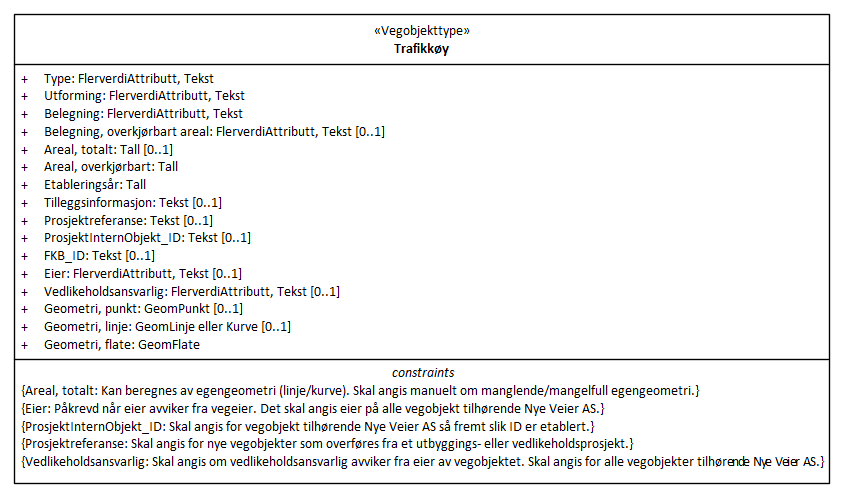 «Vegobjekttype»
Trafikkøy
+ Type: FlerverdiAttributt, Tekst
+ Utforming: FlerverdiAttributt, Tekst
+ Belegning: FlerverdiAttributt, Tekst
+ Belegning, overkjørbart areal: FlerverdiAttributt, Tekst [0..1]
+ Areal, totalt: Tall [0..1]
+ Areal, overkjørbart: Tall
+ Etableringsår: Tall
+ Tilleggsinformasjon: Tekst [0..1]
+ Prosjektreferanse: Tekst [0..1]
+ ProsjektInternObjekt_ID: Tekst [0..1]
+ FKB_ID: Tekst [0..1]
+ Eier: FlerverdiAttributt, Tekst [0..1]
+ Vedlikeholdsansvarlig: FlerverdiAttributt, Tekst [0..1]
+ Geometri, punkt: GeomPunkt [0..1]
+ Geometri, linje: GeomLinje eller Kurve [0..1]
+ Geometri, flate: GeomFlate
constraints
{Areal, totalt: Kan beregnes av egengeometri (linje/kurve). Skal angis manuelt om manglende/mangelfull egengeometri.}
{Eier: Påkrevd når eier avviker fra vegeier. Det skal angis eier på alle vegobjekt tilhørende Nye Veier AS.}
{ProsjektInternObjekt_ID: Skal angis for vegobjekt tilhørende Nye Veier AS så fremt slik ID er etablert.}
{Prosjektreferanse: Skal angis for nye vegobjekter som overføres fra et utbyggings- eller vedlikeholdsprosjekt.}
{Vedlikeholdsansvarlig: Skal angis om vedlikeholdsansvarlig avviker fra eier av vegobjektet. Skal angis for alle vegobjekter tilhørende Nye Veier AS.}